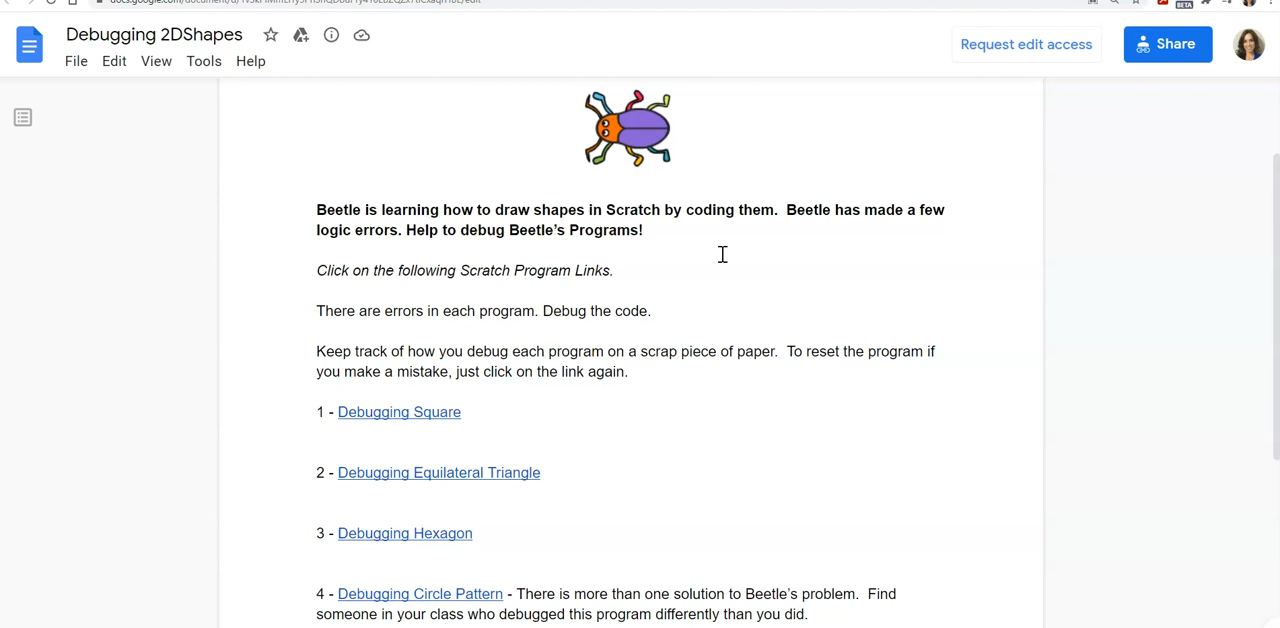 Debugging 2DShapes
File Edit View Tools Help
Request edit access
Share
BETA
Beetle is learning how to draw shapes in Scratch by coding them.  Beetle has made a few
logic errors. Help to debug Beetle's Programs!
Click on the following Scratch Program Links.
There are errors in each program. Debug the code.
Keep track of how you debug each program on a scrap piece of paper.  To reset the program if
you make a mistake, just click on the link again.
1 - Debugging Square
2 - Debugging Equilateral Triangle
3 - Debugging Hexagon
4 - Debugging Circle Pattern - There is more than one solution to Beetle's problem.  Find
someone in your class who debugged this program differently than you did.